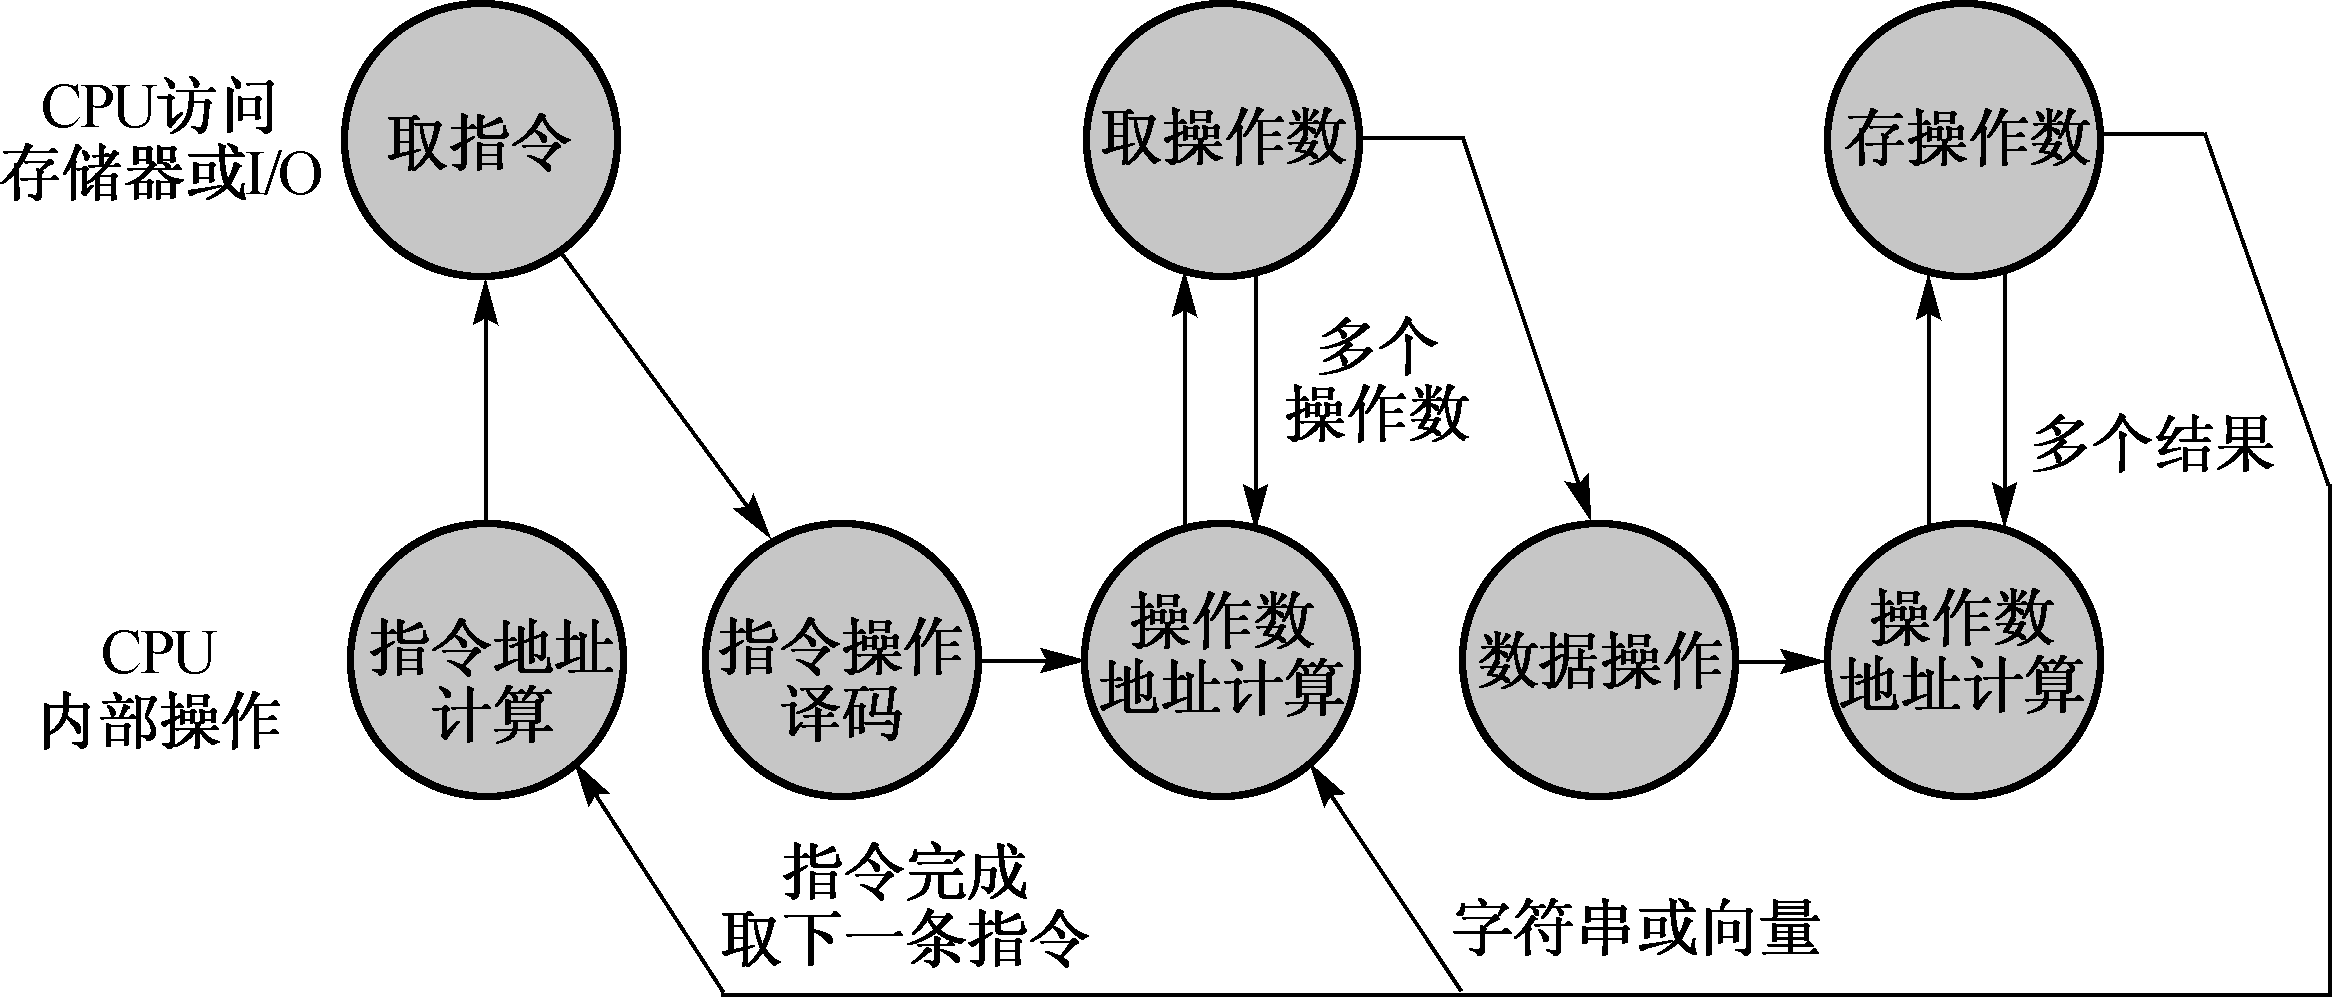 CPU访问
存储器或I/O
取指令
取操作数
存操作数
多个
操作数
多个结果
CPU
内部操作
指令地址
计算
指令操作
译码
操作数
地址计算
数据操作
操作数
地址计算
指令完成
取下一条指令
字符串或向量